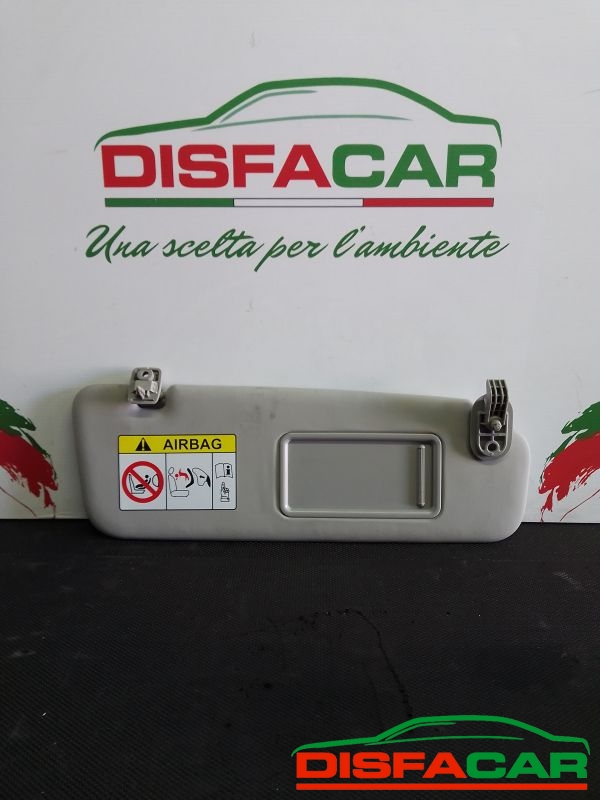 DISFACAR
Una scelta per l'ambiente
AIRBAG
DISFACAR